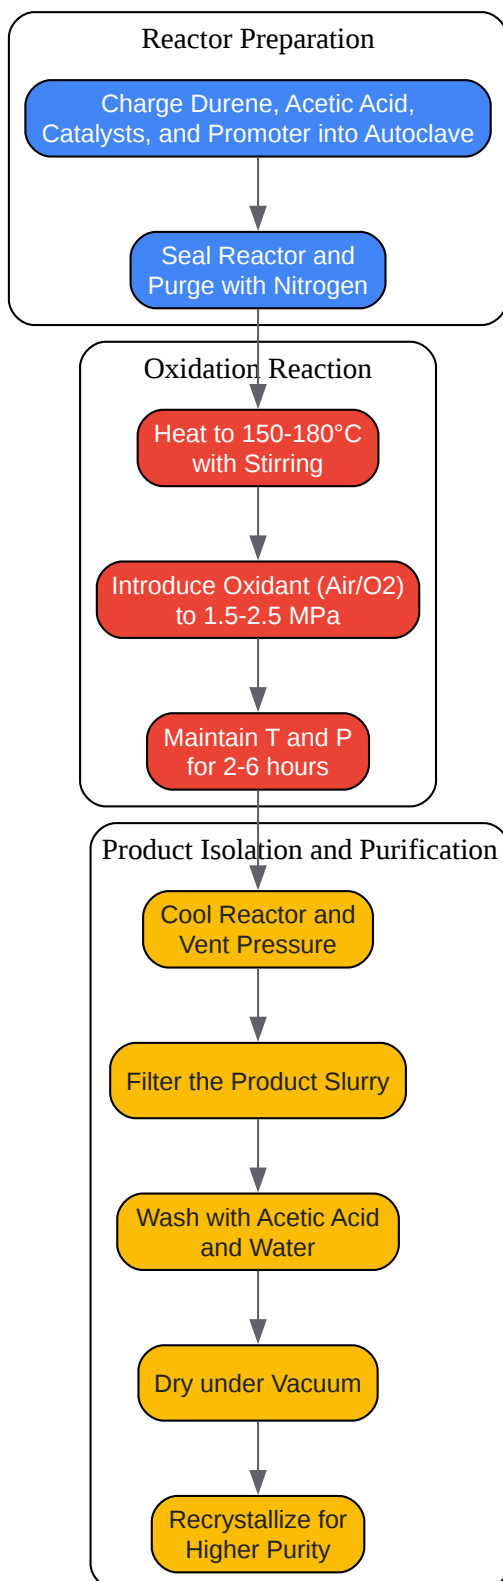 Reactor Preparation
Charge Durene, Acetic Acid,
Catalysts, and Promoter into Autoclave
Seal Reactor and
Purge with Nitrogen
Oxidation Reaction
Heat to 150-180°C
with Stirring
Introduce Oxidant (Air/O2)
to 1.5-2.5 MPa
Maintain T and P
for 2-6 hours
Product Isolation and Purification
Cool Reactor and
Vent Pressure
Filter the Product Slurry
Wash with Acetic Acid
and Water
Dry under Vacuum
Recrystallize for
Higher Purity